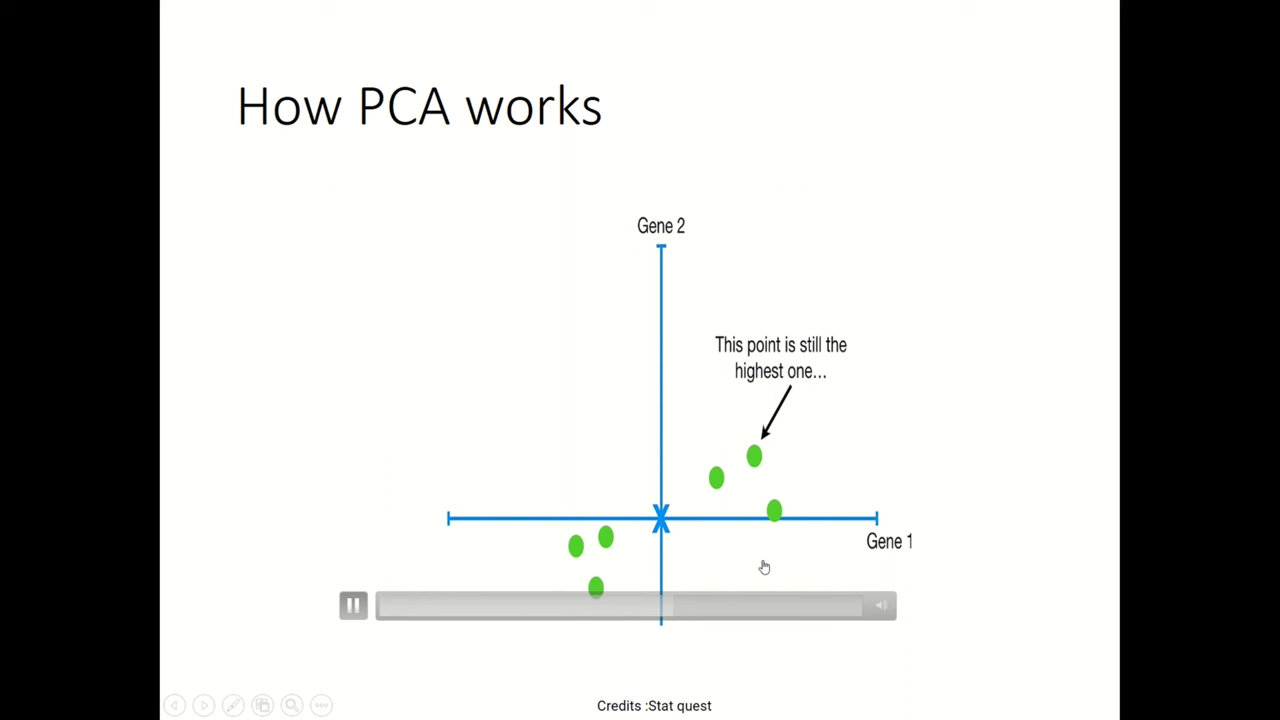 How PCA works
Gene 2
This point is still the
highest one...
Gene 1
Credits :Stat quest